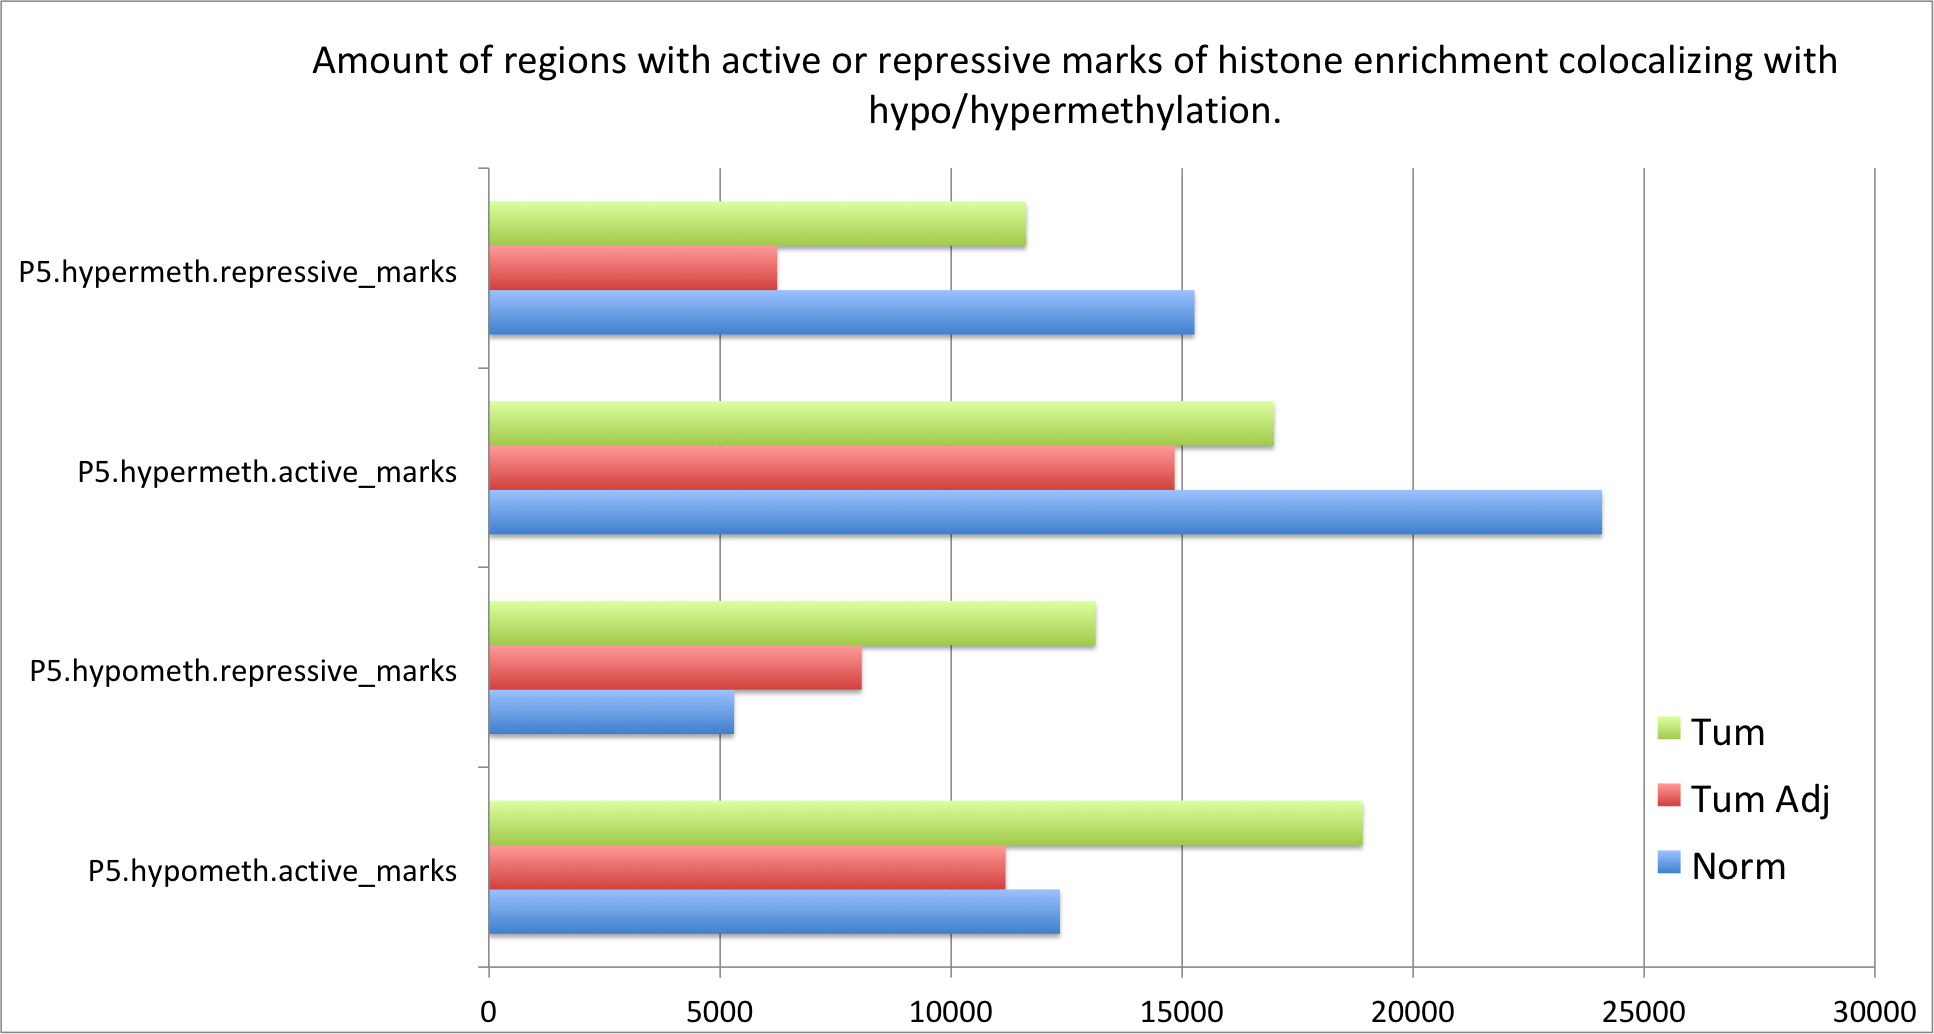 Amount of regions with active or repressive marks of histone enrichment colocalizing with
hypo/hypermethylation.
P5.hypermeth.repressive_marks
P5.hypermeth.active_marks
P5.hypometh.repressive_marks
P5.hypometh.active_marks
Tum
Tum Adj
Norm
0 5000 10000 15000 20000 25000 30000